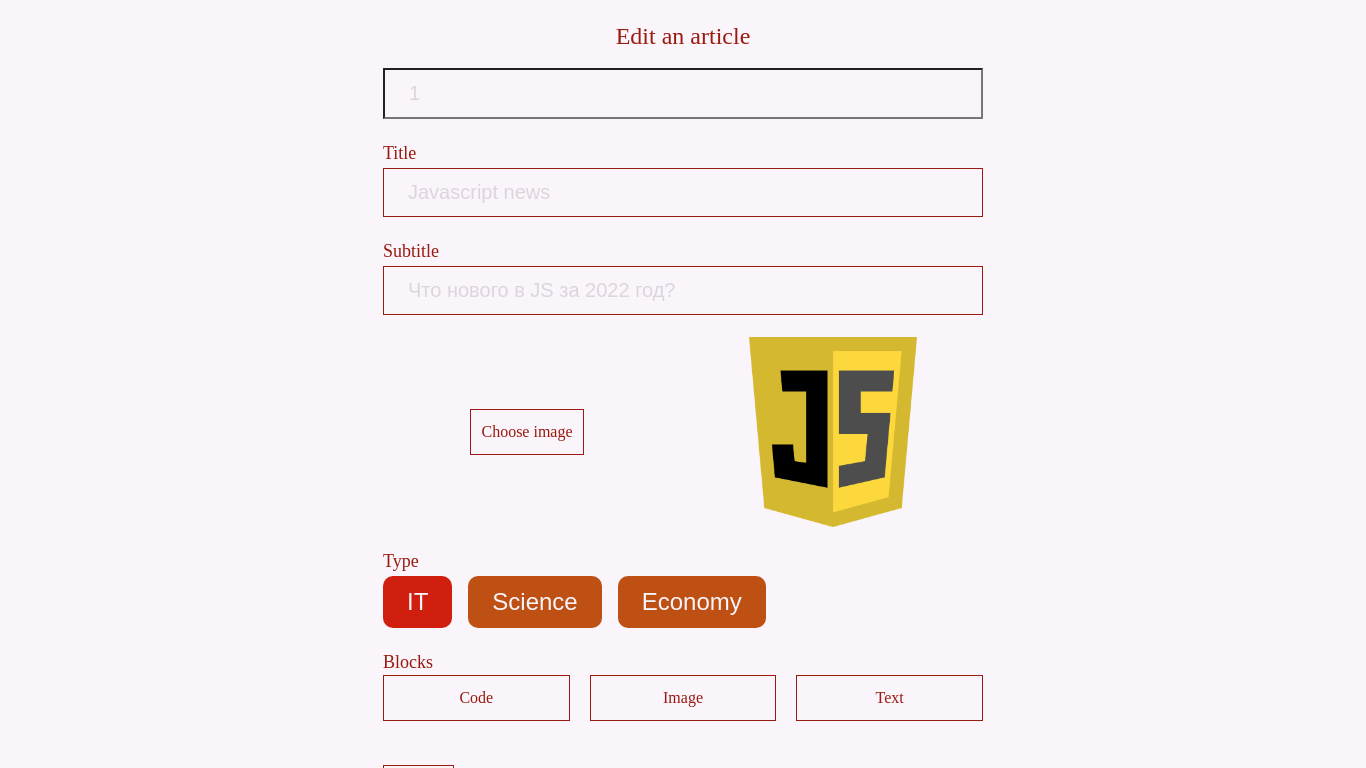 Edit an article
1
Title
Javascript news
Subtitle
Что нового в JS за 2022 год?
Choose image
JS
Type
IT Science Economy
Blocks
Code Image Text